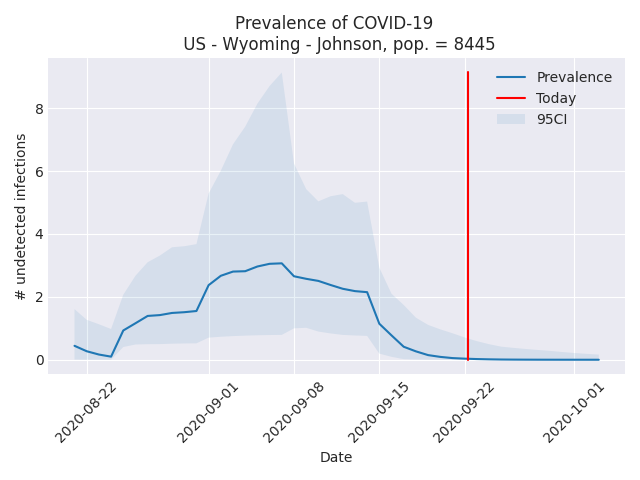 Prevalence of COVID-19
US - Wyoming - Johnson, pop. = 8445
Prevalence
Today
95CI
# undetected infections
8
6
4
2
0
2020-08-22
2020-09-01
2020-09-08
2020-09-15
2020-09-22
2020-10-01
Date